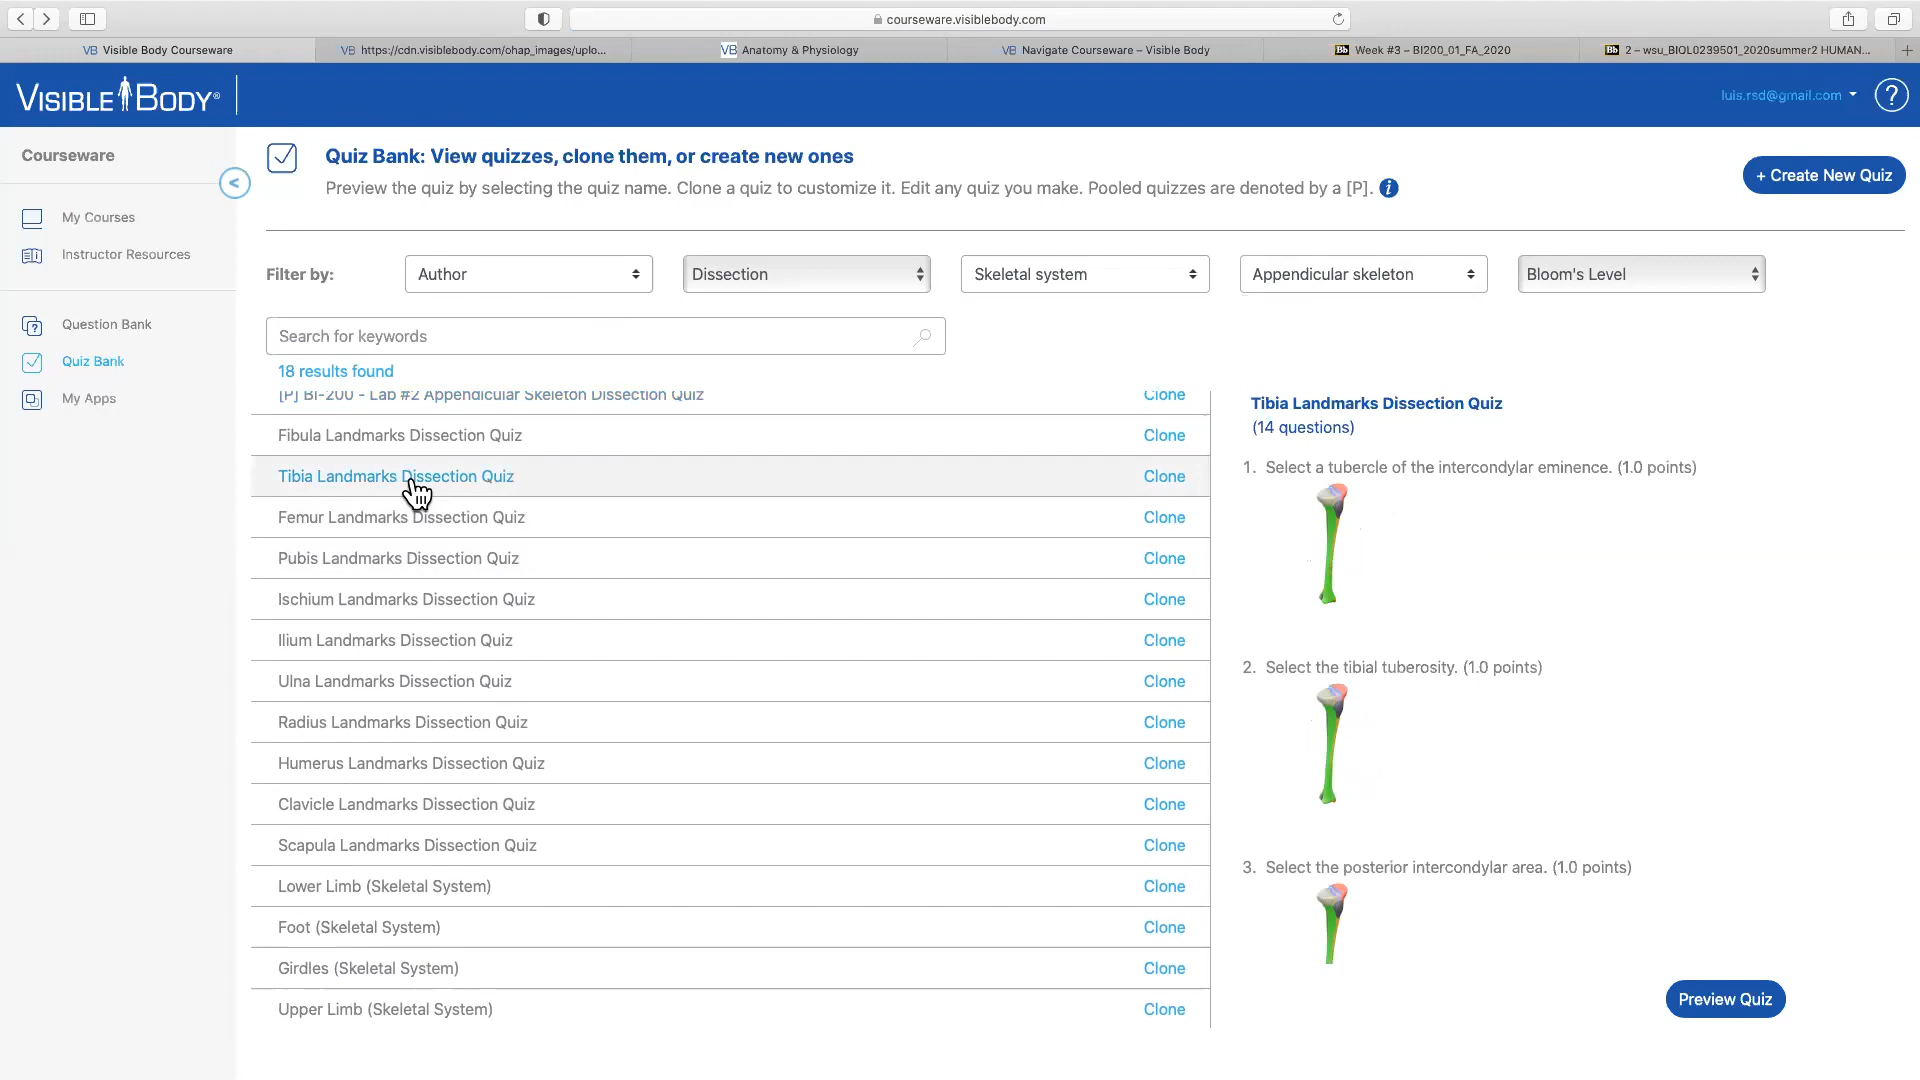 courseware.visiblebody.com
VB Visible Body Courseware
VB https://cdn.visiblebody.com/ohap_images/uplo...
VB Anatomy & Physiology
VB Navigate Courseware – Visible Body
Bb Week #3 – BI200_01_FA_2020
Bb 2 – wsu_BIOL0239501_2020summer2 HUMAN...
VISIBLE BODY®
luis.rsd@gmail.com
?
Courseware
<
My Courses
Instructor Resources
Question Bank
Quiz Bank
My Apps
Quiz Bank: View quizzes, clone them, or create new ones
Preview the quiz by selecting the quiz name. Clone a quiz to customize it. Edit any quiz you make. Pooled quizzes are denoted by a [P]. i
+ Create New Quiz
Filter by:
Author
Dissection
Skeletal system
Appendicular skeleton
Bloom's Level
Search for keywords
18 results found
[P] BI-200 - Lab #2 Appendicular Skeleton Dissection Quiz Clone
Fibula Landmarks Dissection Quiz Clone
Tibia Landmarks Dissection Quiz Clone
Femur Landmarks Dissection Quiz Clone
Pubis Landmarks Dissection Quiz Clone
Ischium Landmarks Dissection Quiz Clone
Ilium Landmarks Dissection Quiz Clone
Ulna Landmarks Dissection Quiz Clone
Radius Landmarks Dissection Quiz Clone
Humerus Landmarks Dissection Quiz Clone
Clavicle Landmarks Dissection Quiz Clone
Scapula Landmarks Dissection Quiz Clone
Lower Limb (Skeletal System) Clone
Foot (Skeletal System) Clone
Girdles (Skeletal System) Clone
Upper Limb (Skeletal System) Clone
Tibia Landmarks Dissection Quiz
(14 questions)
1. Select a tubercle of the intercondylar eminence. (1.0 points)
2. Select the tibial tuberosity. (1.0 points)
3. Select the posterior intercondylar area. (1.0 points)
Preview Quiz